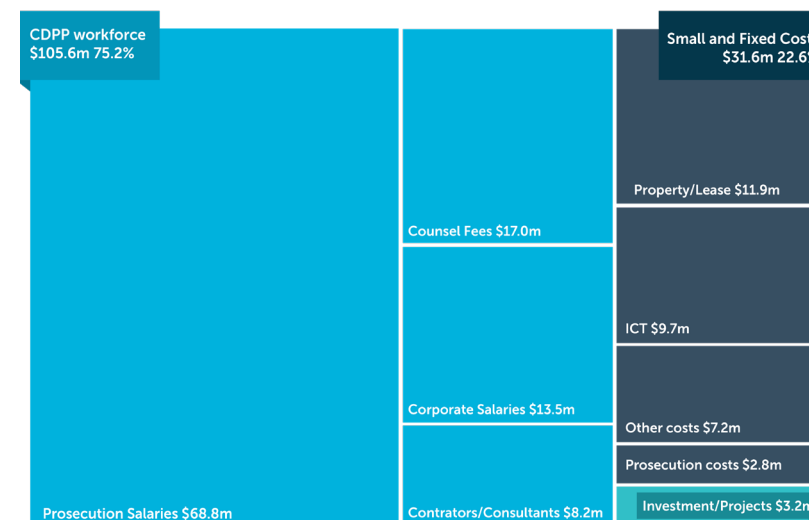 CDPP workforce
$105.6m 75.2%
Small and Fixed Cost
$31.6m 22.6%
Property/Lease $11.9m
Counsel Fees $17.0m
ICT $9.7m
Corporate Salaries $13.5m
Other costs $7.2m
Prosecution costs $2.8m
Investment/Projects $3.2m
Prosecution Salaries $68.8m
Contrators/Consultants $8.2m